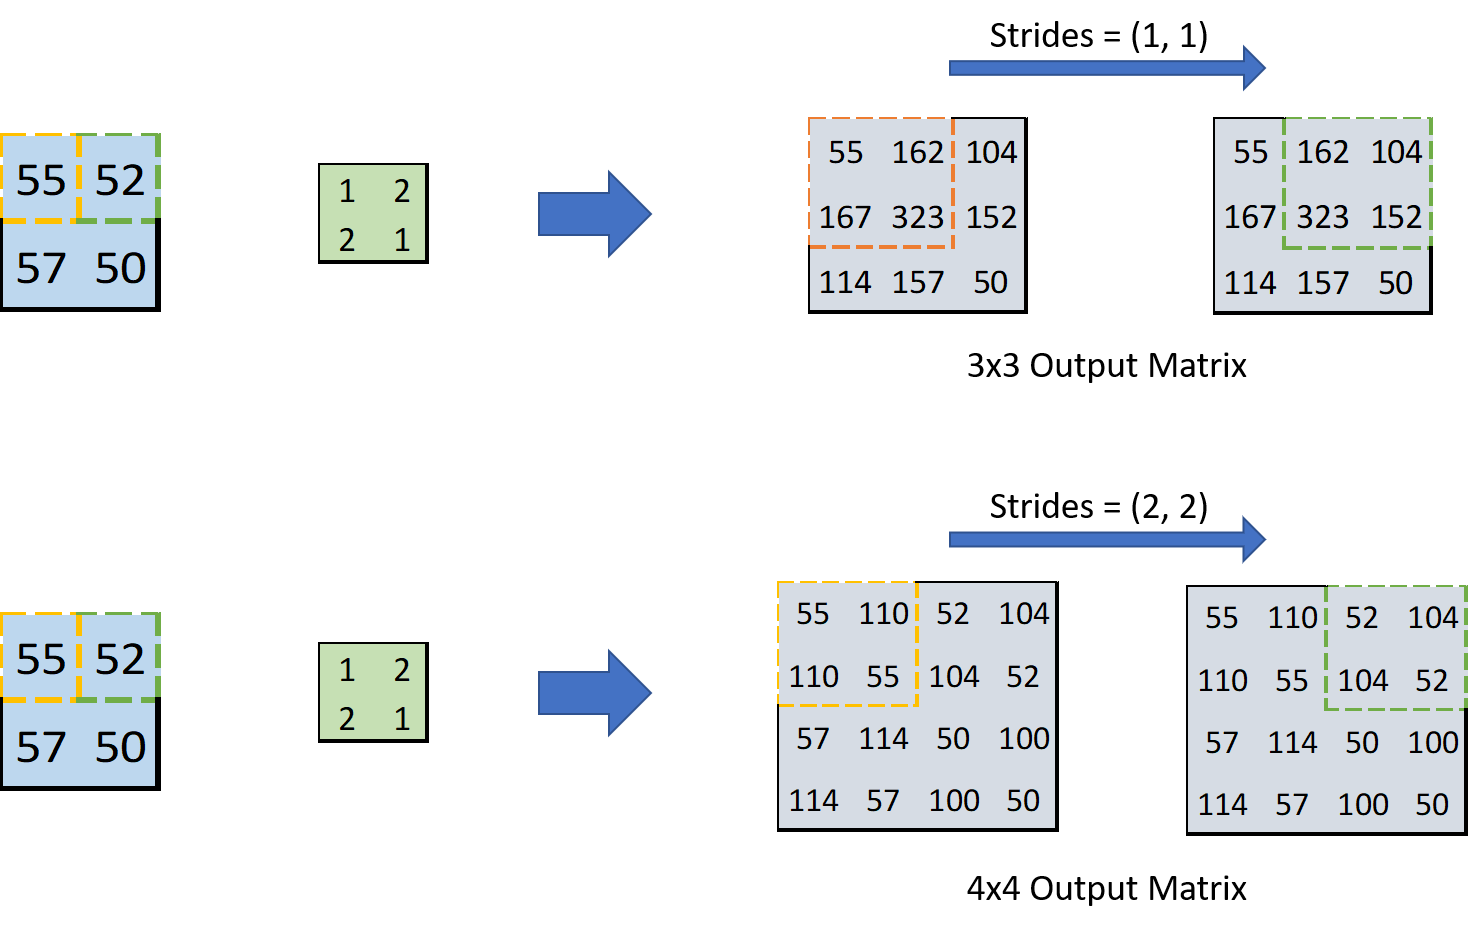 Strides = (1, 1)
55 52
57 50
1 2
2 1
55 162 104
167 323 152
114 157 50
55 162 104
167 323 152
114 157 50
3x3 Output Matrix
Strides = (2, 2)
55 52
57 50
1 2
2 1
55 110 52 104
110 55 104 52
57 114 50 100
114 57 100 50
55 110 52 104
110 55 104 52
57 114 50 100
114 57 100 50
4x4 Output Matrix